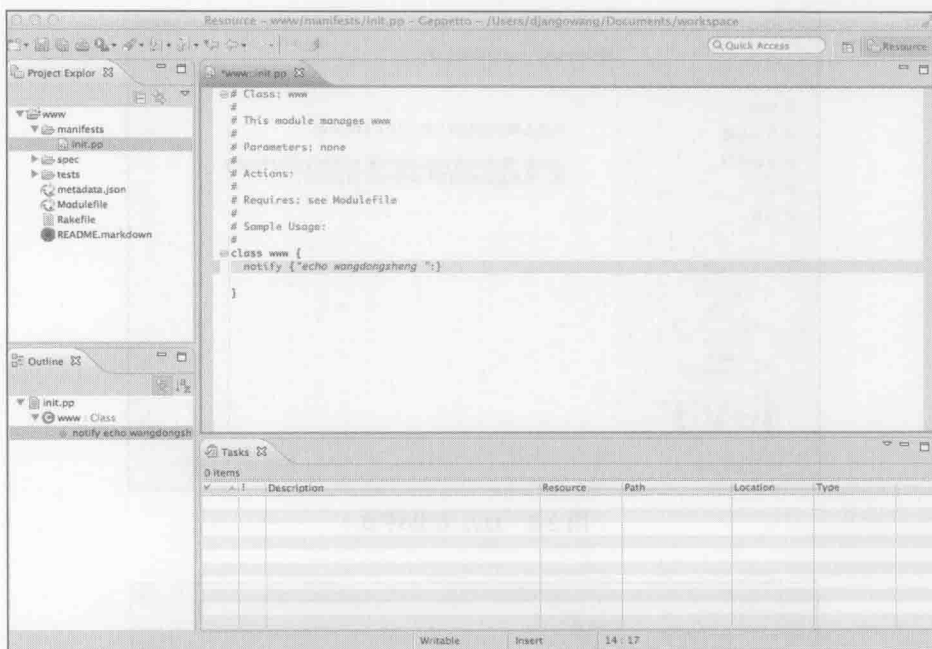 Resource – www/manifests/init.pp – Geppetto – /Users/djangowang/Documents/workspace
Quick Access
Resource
Project Explor
www
manifests
init.pp
spec
tests
metadata.json
Modulefile
Rakefile
README.markdown
*www::init.pp
# Class: www
#
# This module manages www
#
# Parameters: none
#
# Actions:
#
# Requires: see Modulefile
#
# Sample Usage:
#
class www {
notify {"echo wangdongsheng ":}
}
Outline
init.pp
www : Class
notify echo wangdongsh
Tasks
0 items
! Description Resource Path Location Type
Writable Insert 14 : 17